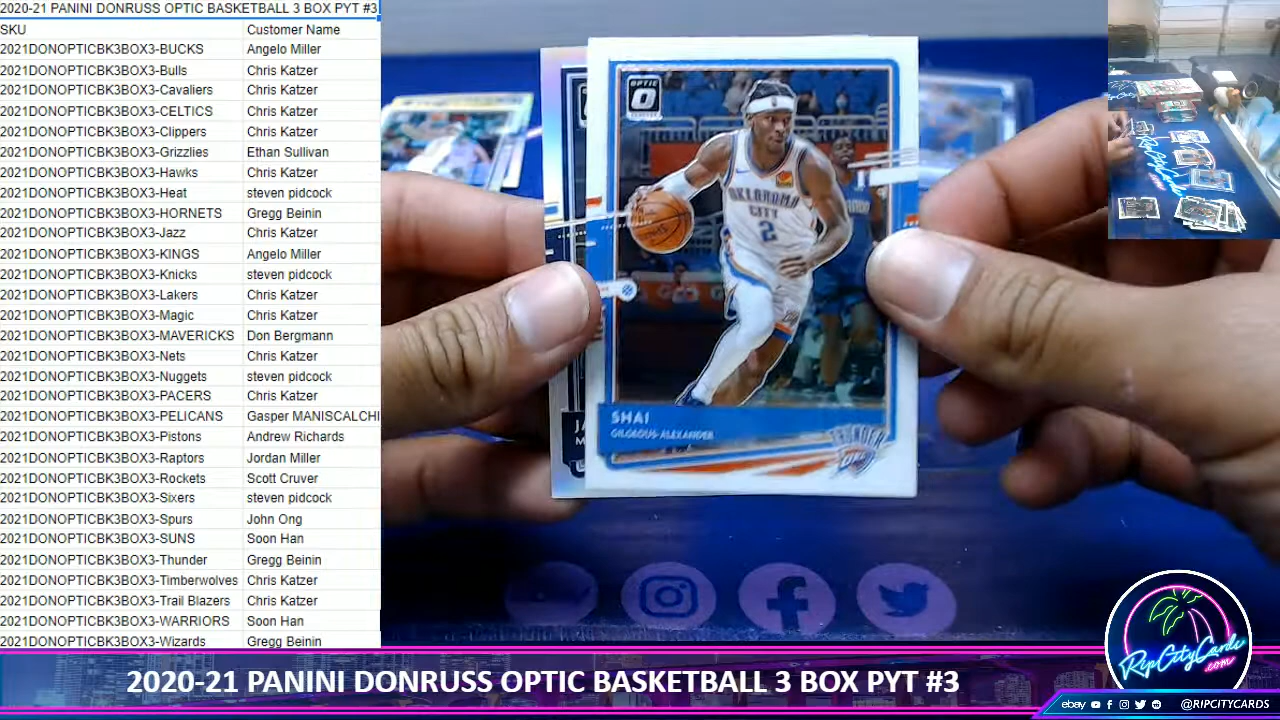 2020-21 PANINI DONRUSS OPTIC BASKETBALL 3 BOX PYT #3
SKU Customer Name
2021DONOPTICBK3BOX3-BUCKS Angelo Miller
2021DONOPTICBK3BOX3-Bulls Chris Katzer
2021DONOPTICBK3BOX3-Cavaliers Chris Katzer
2021DONOPTICBK3BOX3-CELTICS Chris Katzer
2021DONOPTICBK3BOX3-Clippers Chris Katzer
2021DONOPTICBK3BOX3-Grizzlies Ethan Sullivan
2021DONOPTICBK3BOX3-Hawks Chris Katzer
2021DONOPTICBK3BOX3-Heat steven pidcock
2021DONOPTICBK3BOX3-HORNETS Gregg Beinin
2021DONOPTICBK3BOX3-Jazz Chris Katzer
2021DONOPTICBK3BOX3-KINGS Angelo Miller
2021DONOPTICBK3BOX3-Knicks steven pidcock
2021DONOPTICBK3BOX3-Lakers Chris Katzer
2021DONOPTICBK3BOX3-Magic Chris Katzer
2021DONOPTICBK3BOX3-MAVERICKS Don Bergmann
2021DONOPTICBK3BOX3-Nets Chris Katzer
2021DONOPTICBK3BOX3-Nuggets steven pidcock
2021DONOPTICBK3BOX3-PACERS Chris Katzer
2021DONOPTICBK3BOX3-PELICANS Gasper MANISCALCHI
2021DONOPTICBK3BOX3-Pistons Andrew Richards
2021DONOPTICBK3BOX3-Raptors Jordan Miller
2021DONOPTICBK3BOX3-Rockets Scott Cruver
2021DONOPTICBK3BOX3-Sixers steven pidcock
2021DONOPTICBK3BOX3-Spurs John Ong
2021DONOPTICBK3BOX3-SUNS Soon Han
2021DONOPTICBK3BOX3-Thunder Gregg Beinin
2021DONOPTICBK3BOX3-Timberwolves Chris Katzer
2021DONOPTICBK3BOX3-Trail Blazers Chris Katzer
2021DONOPTICBK3BOX3-WARRIORS Soon Han
2021DONOPTICBK3BOX3-Wizards Gregg Beinin
OPTIC
OKLAHOMA
CITY
2
SHAI
GILGEOUS-ALEXANDER
THUNDER
OKC
JA
M
RipCityCards
.com
2020-21 PANINI DONRUSS OPTIC BASKETBALL 3 BOX PYT #3
ebay @RIPCITYCARDS